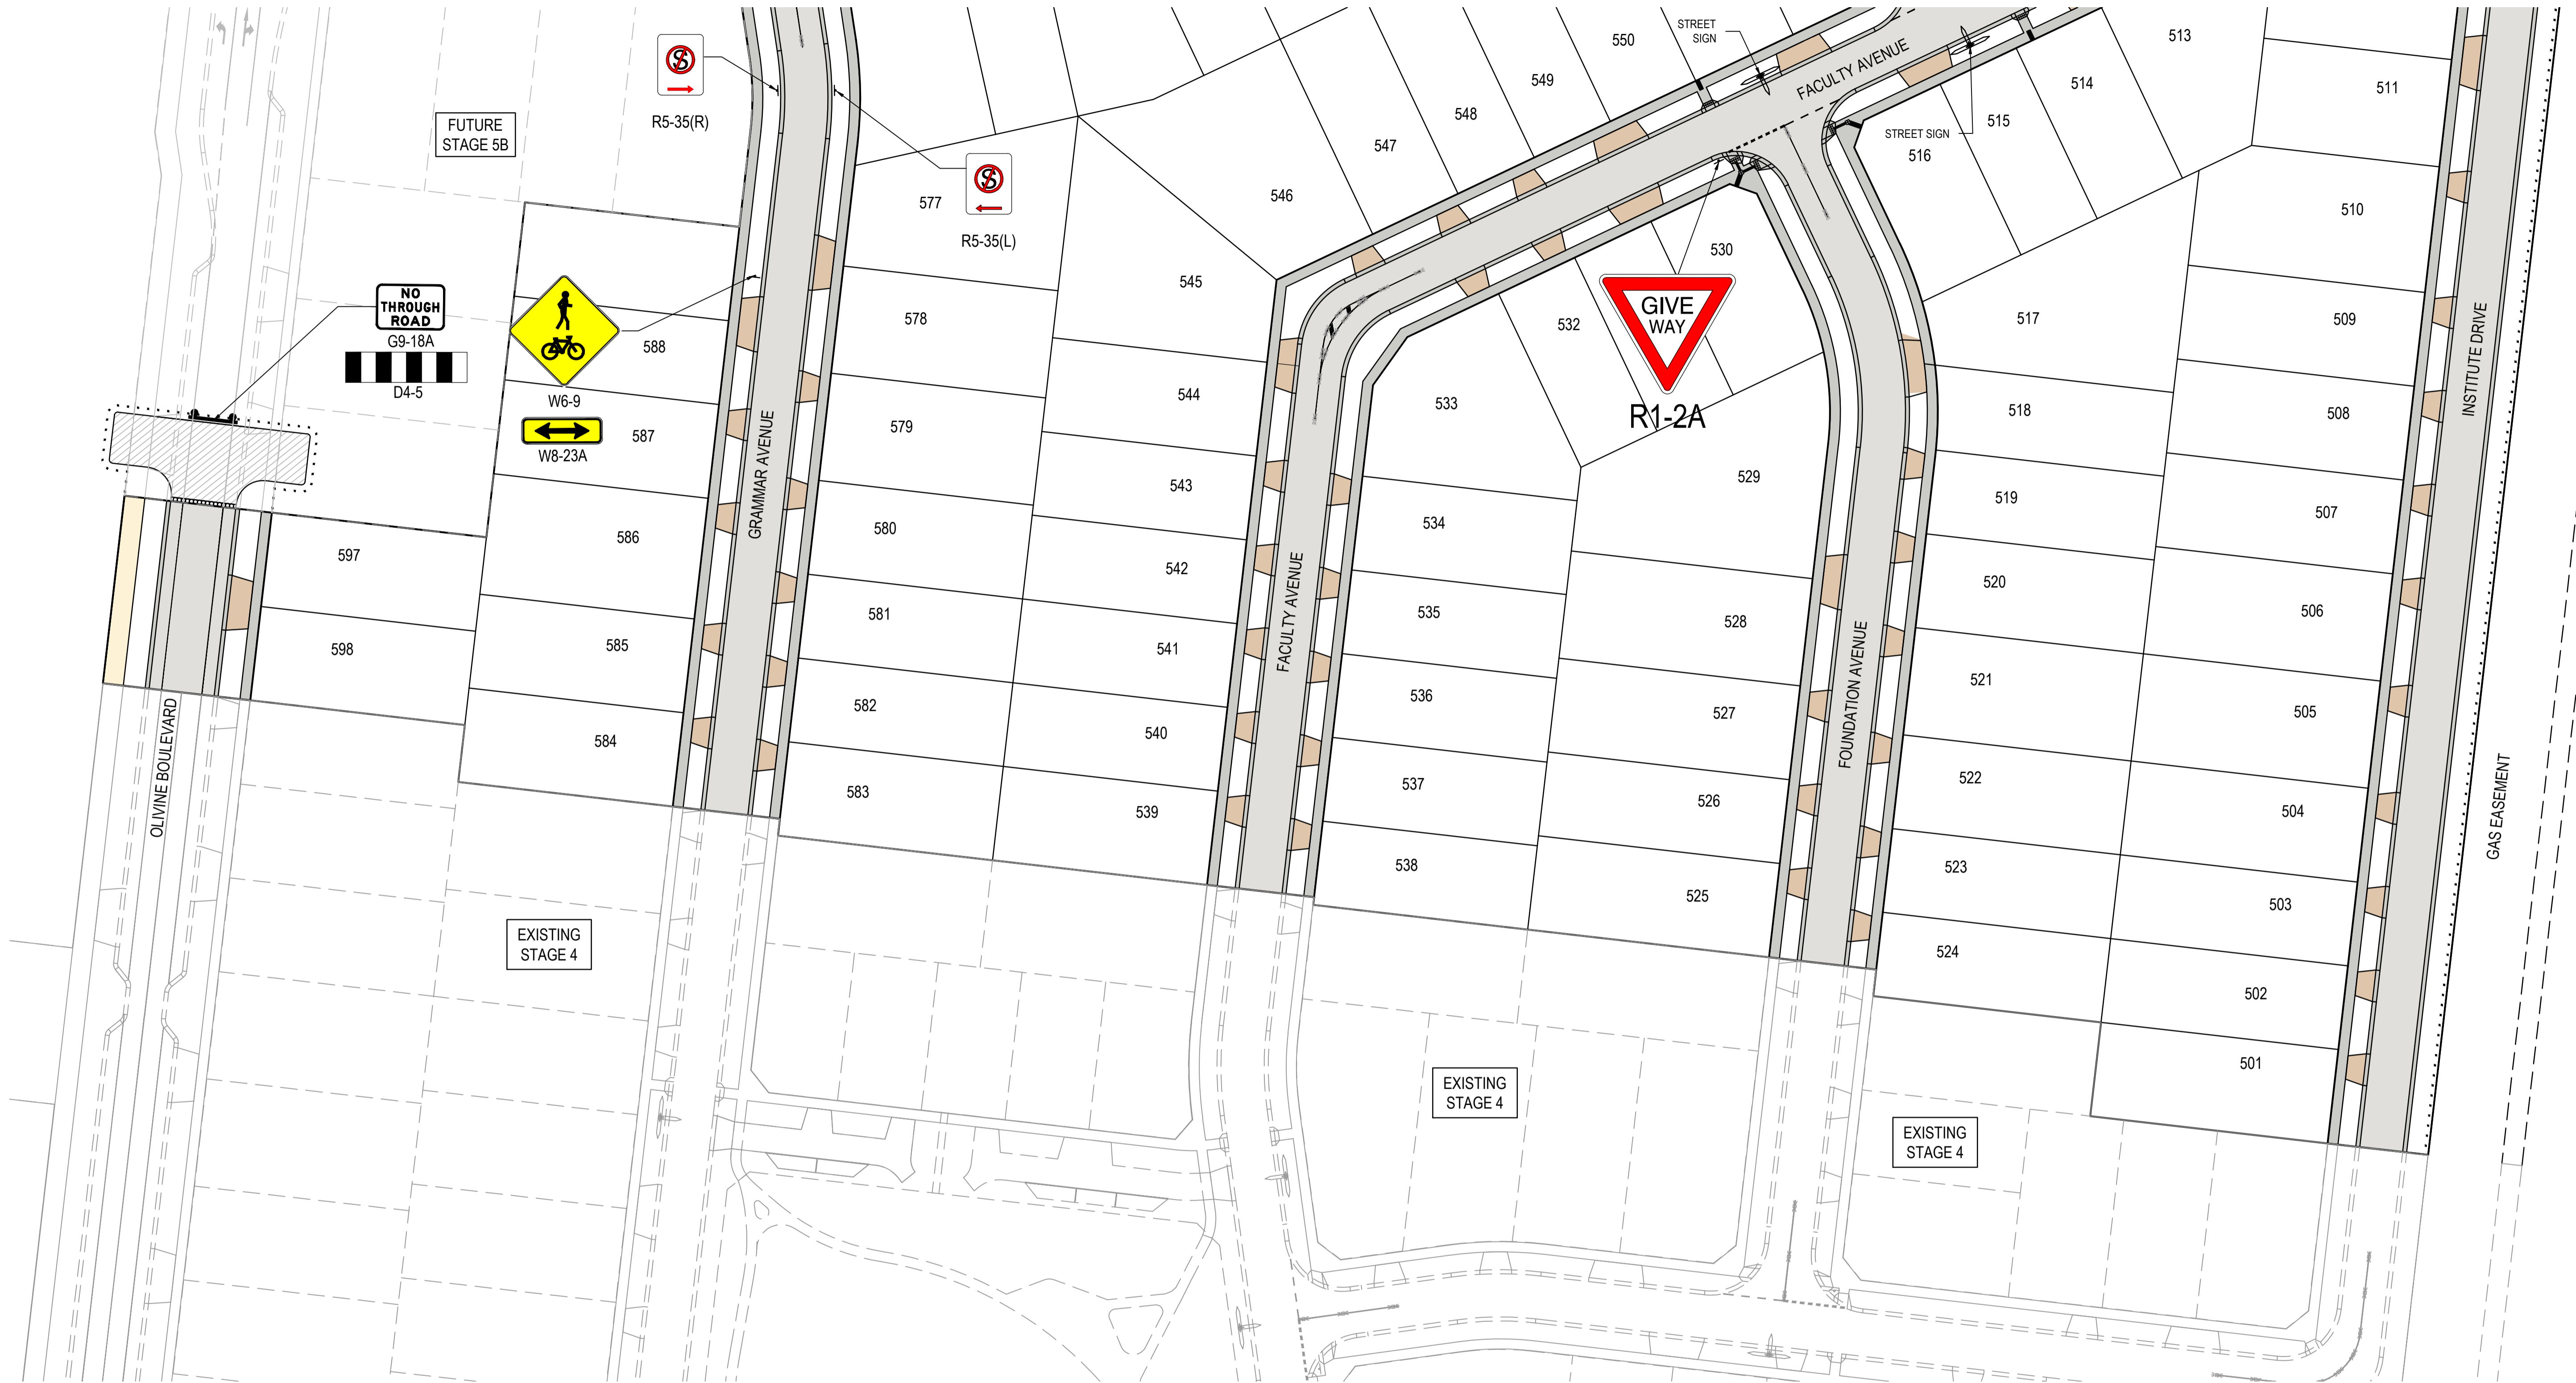 STREET
SIGN
FACULTY AVENUE
550
513
549
511
548
514
515
STREET SIGN
516
547
546
510
R5-35(R)
FUTURE
STAGE 5B
S
S
577
R5-35(L)
530
545
517
509
578
532
NO
THROUGH
ROAD
G9-18A
D4-5
W6-9
W8-23A
588
587
GIVE
WAY
R1-2A
544
533
518
508
INSTITUTE DRIVE
579
GRAMMAR AVENUE
543
529
519
507
580
534
586
597
542
FACULTY AVENUE
520
506
581
535
528
598
585
541
FOUNDATION AVENUE
521
505
582
536
527
OLIVINE BOULEVARD
584
540
522
504
GAS EASEMENT
583
537
526
539
538
523
503
525
524
502
501
EXISTING
STAGE 4
EXISTING
STAGE 4
EXISTING
STAGE 4